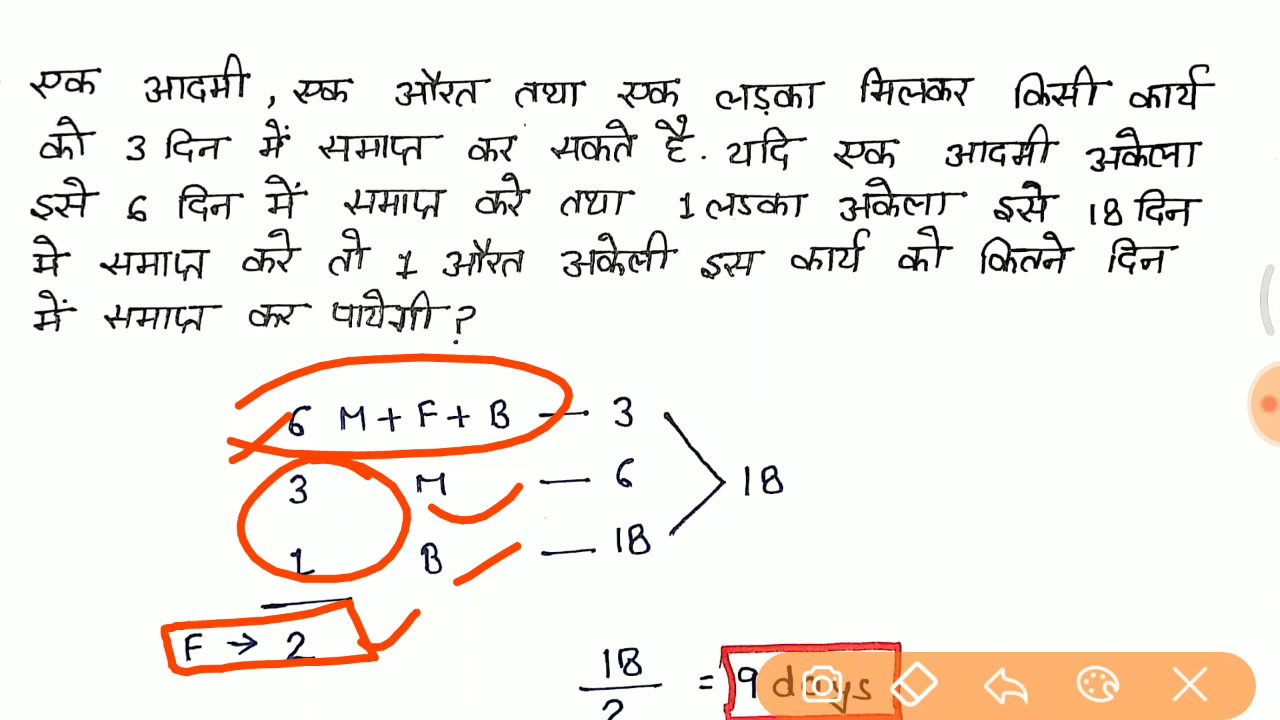 एक आदमी, एक औरत तथा एक लड़का मिलकर किसी कार्य
को 3 दिन में समाप्त कर सकते है. यदि एक आदमी अकेला
इसे 6 दिन में समाप्त करे तथा 1 लडका अकेला इसे 18 दिन
मे समाप्त करे तो 1 औरत अकेली इस कार्य को कितने दिन
में समाप्त कर पायेगी?
6 M + F + B — 3
3 M — 6 18
1 B — 18
F → 2
18/2 = 9 days